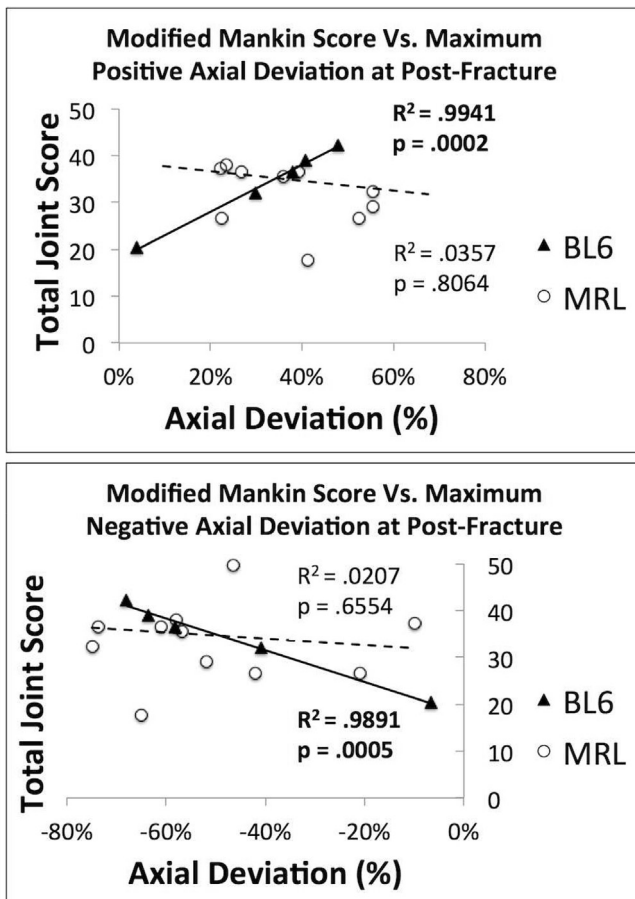 Modified Mankin Score Vs. Maximum
Positive Axial Deviation at Post-Fracture
50
40
30
20
10
0
Total Joint Score
R² = .9941
p = .0002
R² = .0357
p = .8064
BL6
MRL
0%
20%
40%
60%
80%
Axial Deviation (%)
Modified Mankin Score Vs. Maximum
Negative Axial Deviation at Post-Fracture
Total Joint Score
R² = .0207
p = .6554
R² = .9891
p = .0005
50
40
30
20
10
0
BL6
MRL
-80%
-60%
-40%
-20%
0%
Axial Deviation (%)